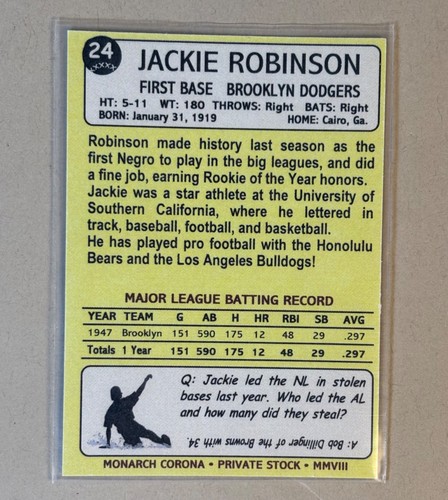 24
XXXX
JACKIE ROBINSON
FIRST BASE BROOKLYN DODGERS
HT: 5-11 WT: 180 THROWS: Right BATS: Right
BORN: January 31, 1919 HOME: Cairo, Ga.
Robinson made history last season as the
first Negro to play in the big leagues, and did
a fine job, earning Rookie of the Year honors.
Jackie was a star athlete at the University of
Southern California, where he lettered in
track, baseball, football, and basketball.
He has played pro football with the Honolulu
Bears and the Los Angeles Bulldogs!
MAJOR LEAGUE BATTING RECORD
YEAR TEAM G AB H HR RBI SB AVG
1947 Brooklyn 151 590 175 12 48 29 .297
Totals 1 Year 151 590 175 12 48 29 .297
Q: Jackie led the NL in stolen
bases last year. Who led the AL
and how many did they steal?
A: Bob Dillinger of the Browns with 34.
MONARCH CORONA • PRIVATE STOCK • MMVIII